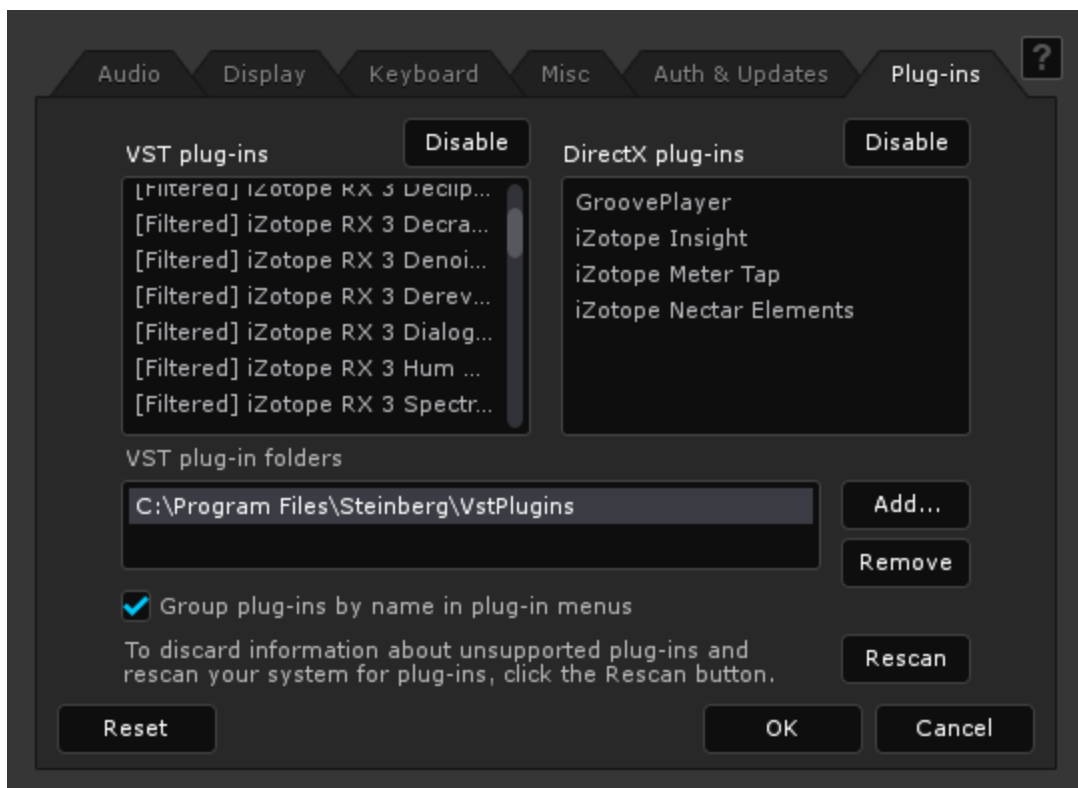 Audio
Display
Keyboard
Misc
Auth & Updates
Plug-ins
?
VST plug-ins
Disable
DirectX plug-ins
Disable
[Filtered] iZotope RX 3 Declip...
[Filtered] iZotope RX 3 Decra...
[Filtered] iZotope RX 3 Denoi...
[Filtered] iZotope RX 3 Derev...
[Filtered] iZotope RX 3 Dialog...
[Filtered] iZotope RX 3 Hum ...
[Filtered] iZotope RX 3 Spectr...
GroovePlayer
iZotope Insight
iZotope Meter Tap
iZotope Nectar Elements
VST plug-in folders
C:\Program Files\Steinberg\VstPlugins
Add...
Remove
Group plug-ins by name in plug-in menus
To discard information about unsupported plug-ins and
rescan your system for plug-ins, click the Rescan button.
Rescan
Reset
OK
Cancel